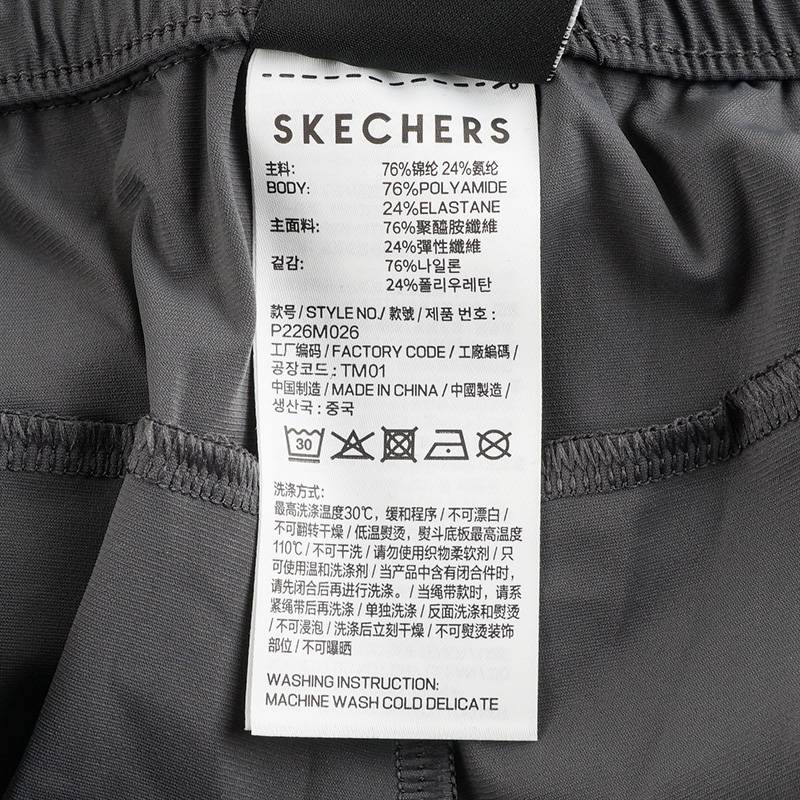 SKECHERS
主料: 76%锦纶 24%氨纶
BODY: 76%POLYAMIDE
24%ELASTANE
主面料: 76%聚醯胺纖維
24%彈性纖維
겉감: 76%나일론
24%폴리우레탄
款号 / STYLE NO./ 款號 / 제품 번호 :
P226M026
工厂编码 / FACTORY CODE / 工廠編碼 /
공장코드 : TM01
中国制造 / MADE IN CHINA / 中國製造 /
생산국 : 중국
30
洗涤方式:
最高洗涤温度30℃，缓和程序 / 不可漂白 /
不可翻转干燥 / 低温熨烫，熨斗底板最高温度
110℃ / 不可干洗 / 请勿使用织物柔软剂 / 只
可使用温和洗涤剂 / 当产品中含有闭合件时，
请先闭合后再进行洗涤。 / 当绳带款时，请系
紧绳带后再洗涤 / 单独洗涤 / 反面洗涤和熨烫
/ 不可浸泡 / 洗涤后立刻干燥 / 不可熨烫装饰
部位 / 不可曝晒
WASHING INSTRUCTION:
MACHINE WASH COLD DELICATE